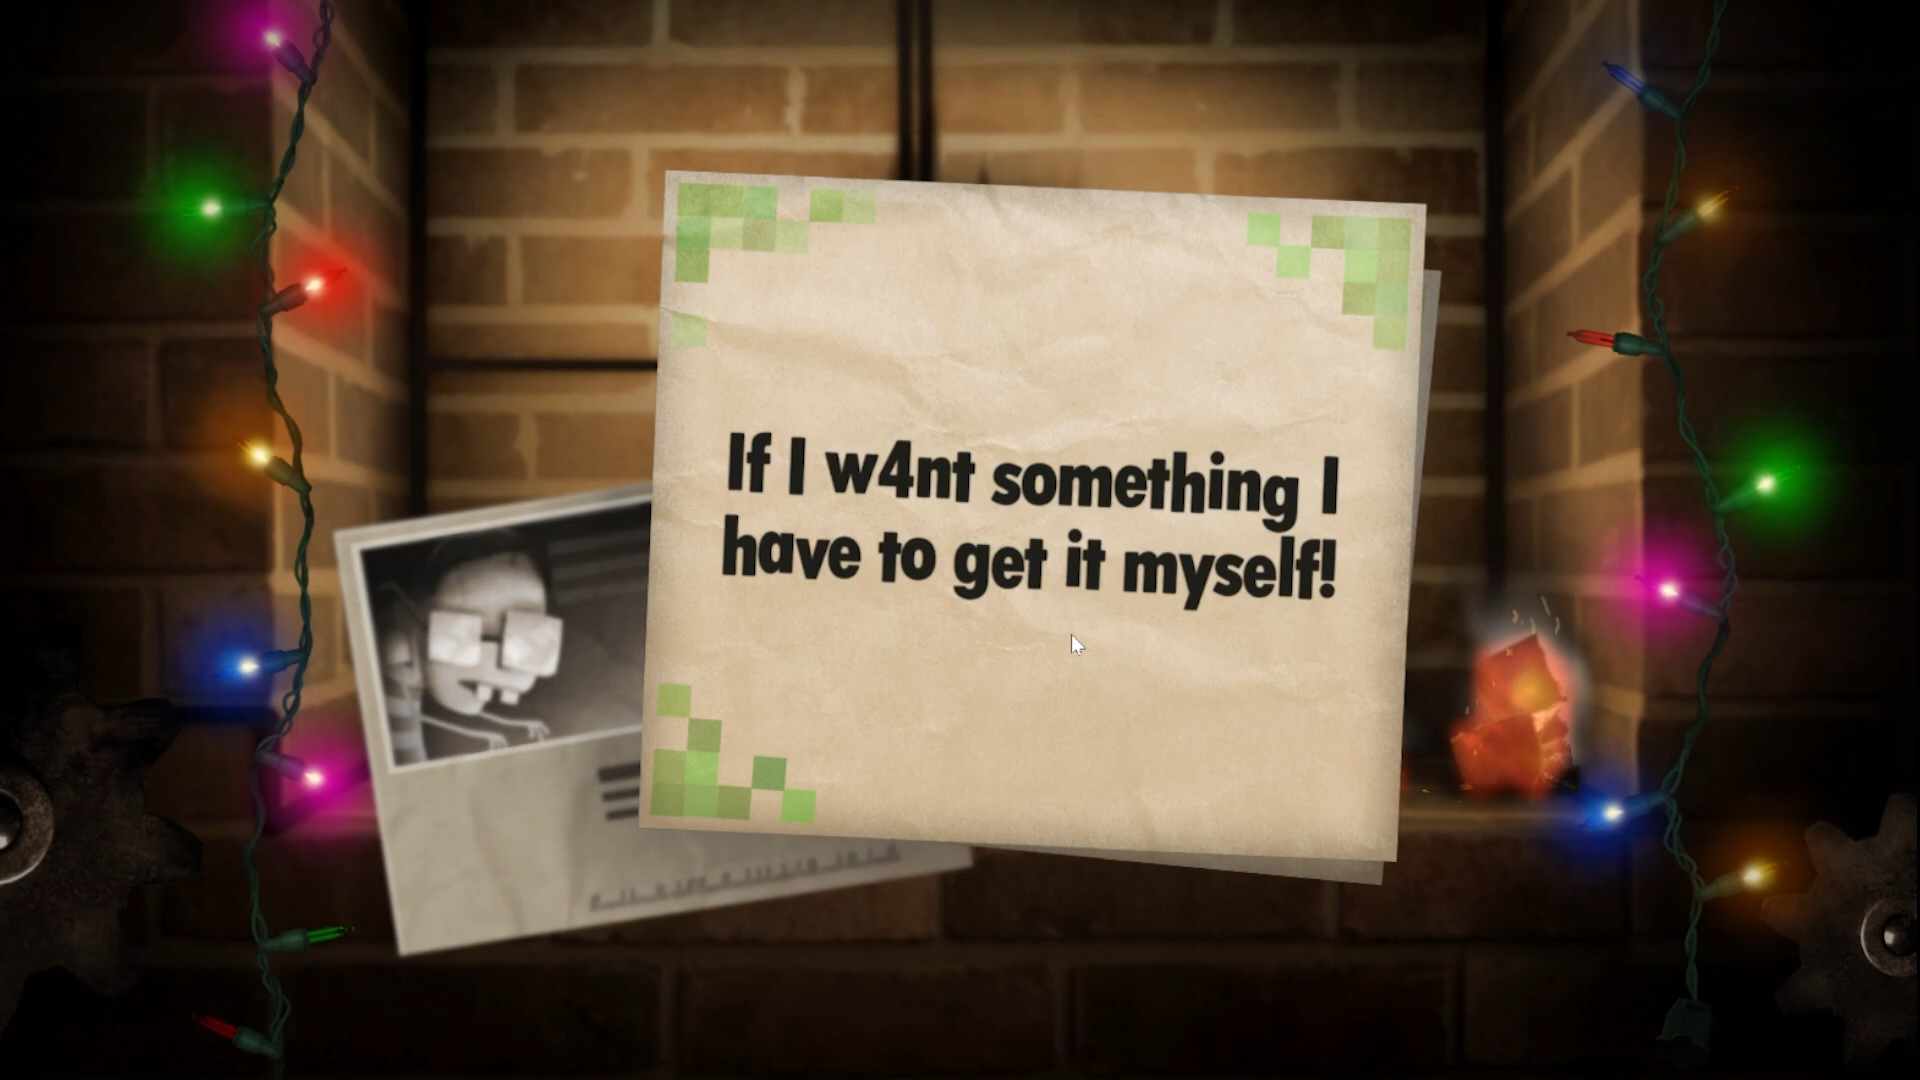 If I w4nt something I
have to get it myself!